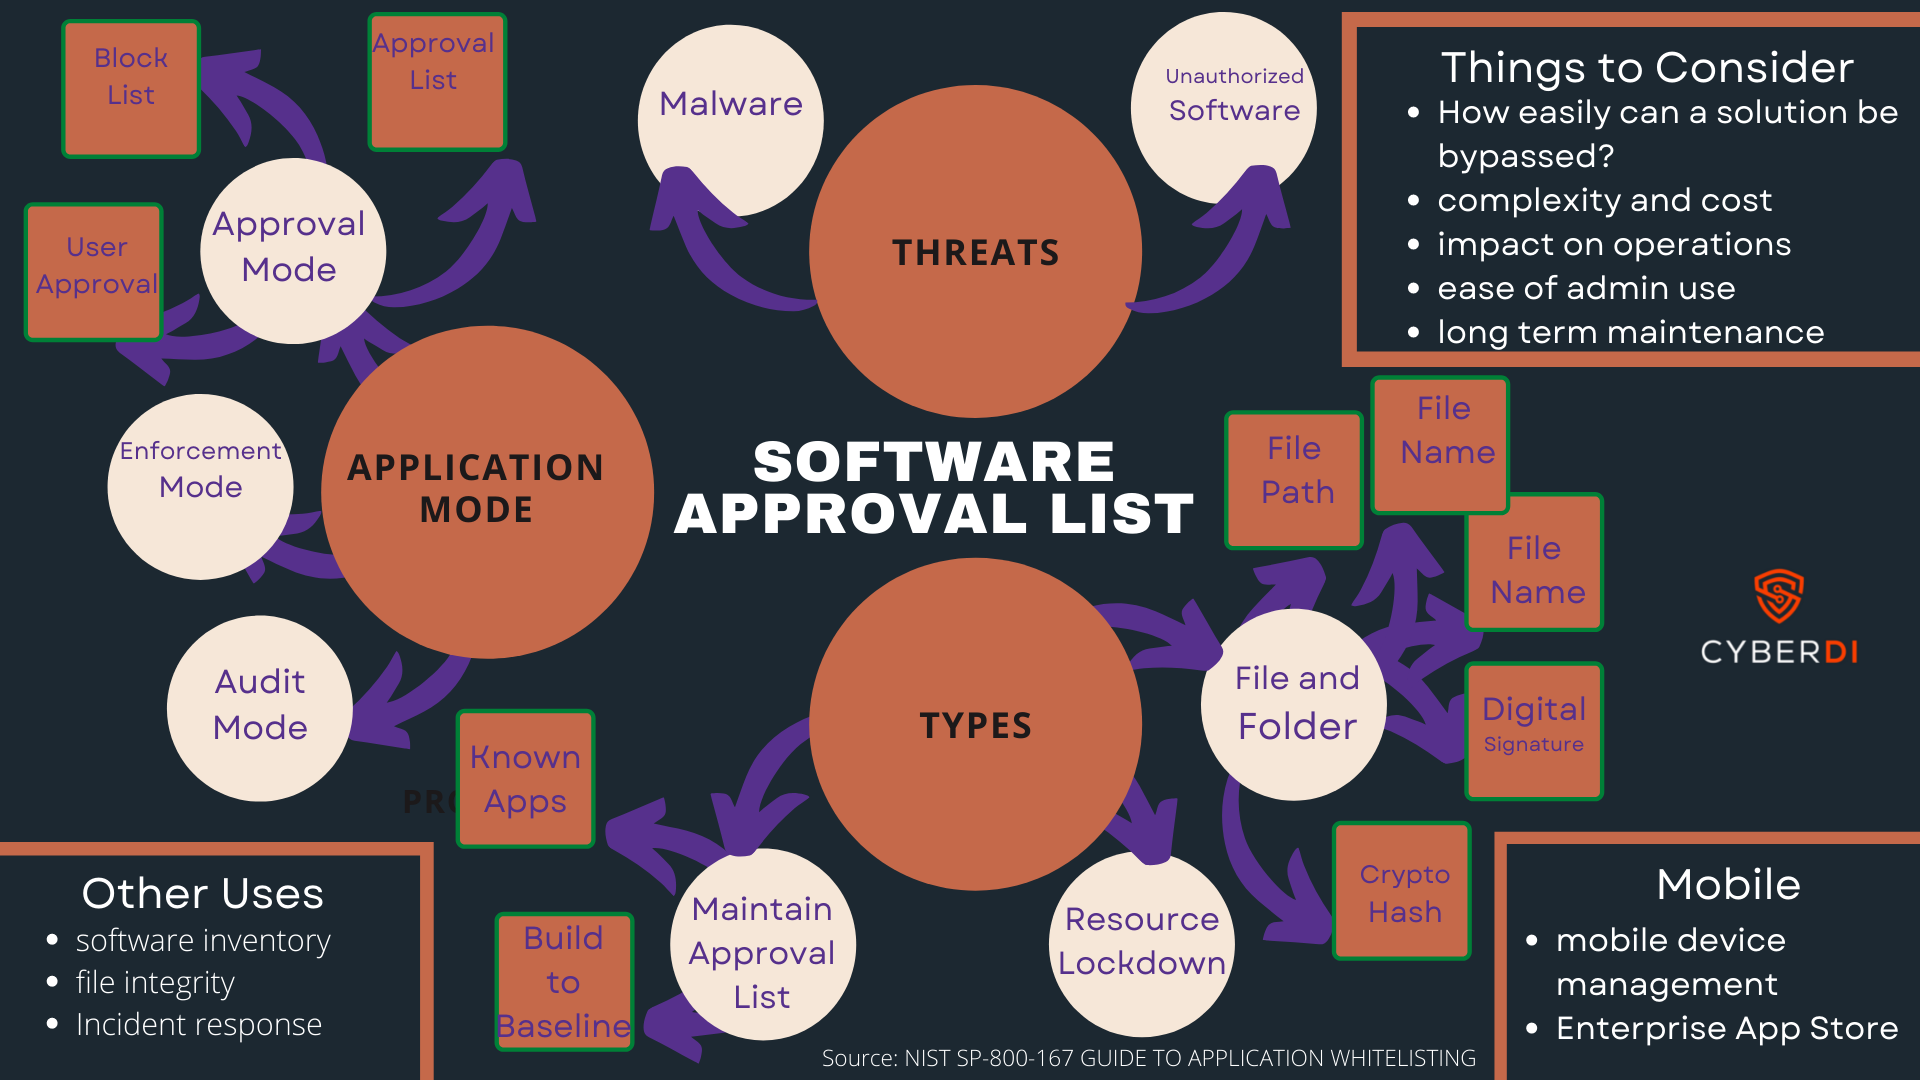 Block
List
Approval
List
User
Approval
Approval
Mode
Enforcement
Mode
Audit
Mode
APPLICATION
MODE
Malware
Unauthorized
Software
THREATS
Things to Consider
• How easily can a solution be
bypassed?
• complexity and cost
• impact on operations
• ease of admin use
• long term maintenance
SOFTWARE
APPROVAL LIST
File
Path
File
Name
File
Name
Digital
Signature
File and
Folder
Crypto
Hash
TYPES
CYBERDI
Known
Apps
Build
to
Baseline
Maintain
Approval
List
Resource
Lockdown
Other Uses
• software inventory
• file integrity
• Incident response
Mobile
• mobile device
management
• Enterprise App Store
Source: NIST SP-800-167 GUIDE TO APPLICATION WHITELISTING